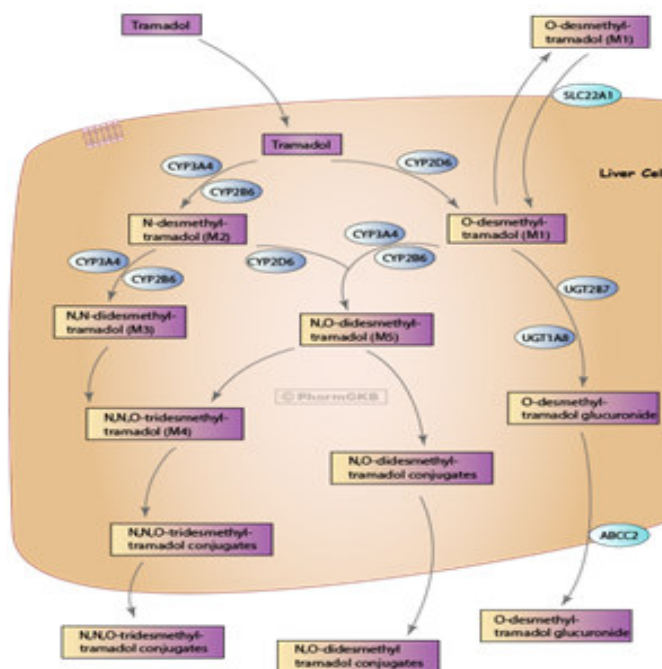 Tramadol
O-desmethyl-
tramadol (M1)
SLC22A1
Tramadol
CYP3A4
CYP2D6
CYP2B6
Liver Cel
N-desmethyl-
tramadol (M2)
O-desmethyl-
tramadol (M1)
CYP3A4
CYP3A4
CYP2D6
CYP2B6
CYP2B6
UGT2B7
N,N-didesmethyl-
tramadol (M3)
N,O-didesmethyl-
tramadol (M5)
UGT1A8
© PharmGKB
N,N,O-tridesmethyl-
tramadol (M4)
O-desmethyl-
tramadol glucuronide
N,O-didesmethyl-
tramadol conjugates
N,N,O-tridesmethyl-
tramadol conjugates
ABCC2
N,N,O-tridesmethyl-
tramadol conjugates
N,O-didesmethyl
tramadol conjugates
O-desmethyl-
tramadol glucuronide